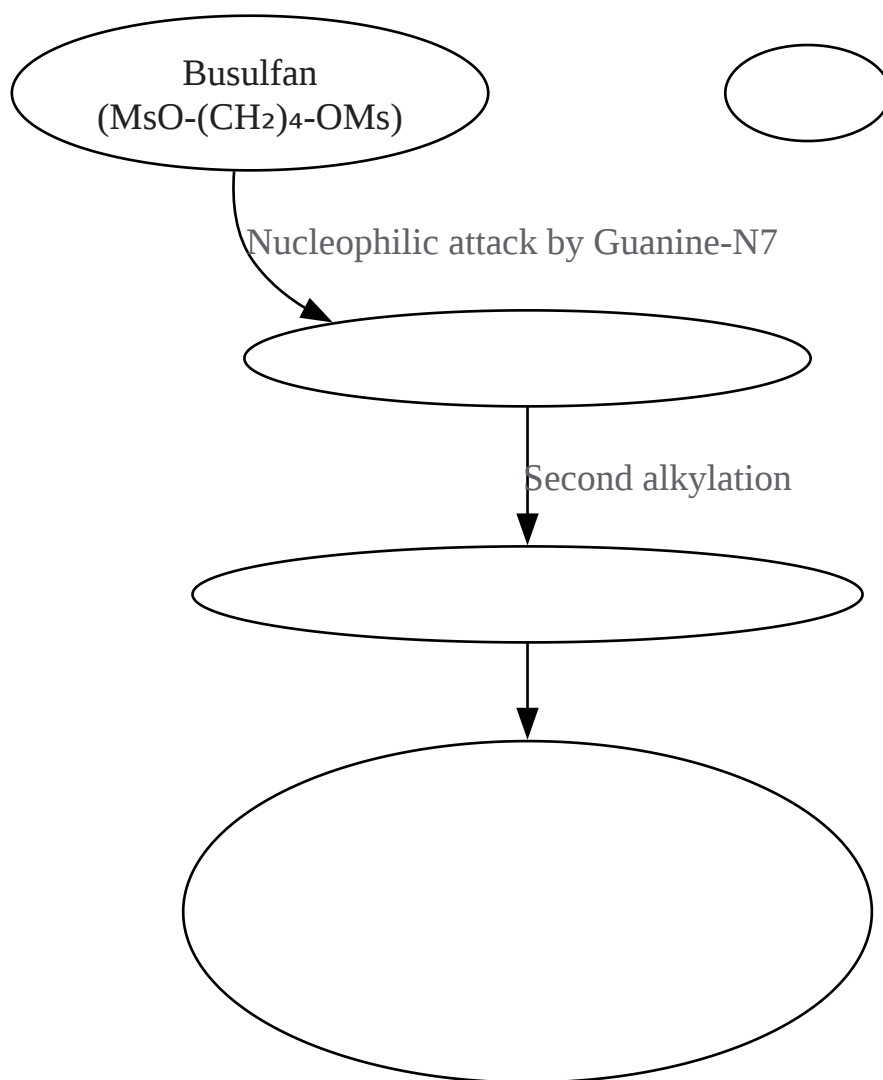 Busulfan
(MsO-(CH₂)₄-OMs)
Nucleophilic attack by Guanine-N7
Second alkylation